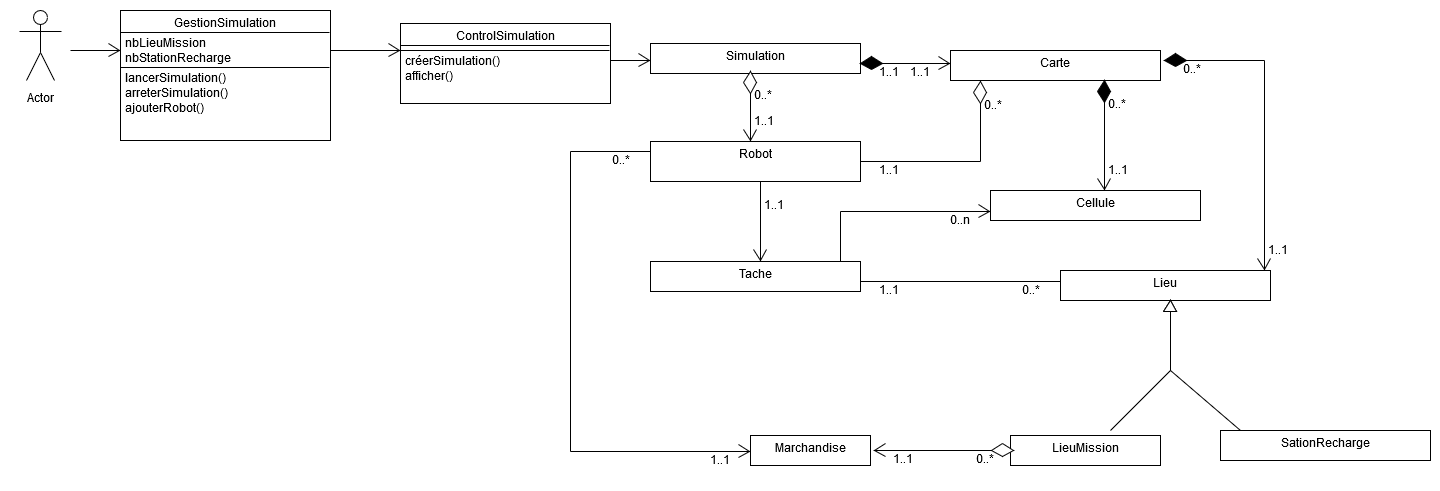 Actor
GestionSimulation
nbLieuMission
nbStationRecharge
lancerSimulation()
arreterSimulation()
ajouterRobot()
ControlSimulation
créerSimulation()
afficher()
Simulation
1..1
1..1
Carte
0..*
0..*
0..*
0..*
1..1
Robot
0..*
1..1
1..1
Cellule
1..1
0..n
1..1
Tache
1..1
0..*
Lieu
Marchandise
1..1
1..1
0..*
LieuMission
SationRecharge